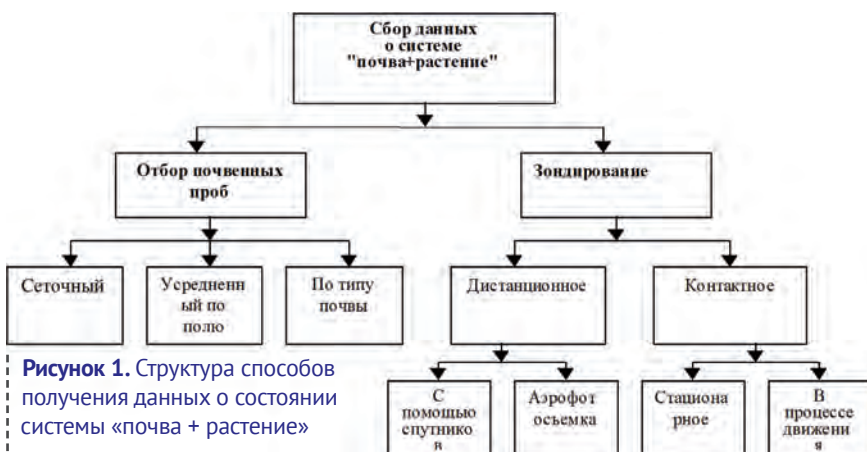 Сбор данных
о системе
"почва+растение"
Отбор почвенных
проб
Зондирование
Сеточный
Усредненн
ый по
полю
По типу
почвы
Дистанционное
Контактное
Рисунок 1. Структура способов
получения данных о состоянии
системы «почва + растение»
С
помощью
спутнико
в
Аэрофот
осъемка
Стациона
рное
В
процессе
движени
я